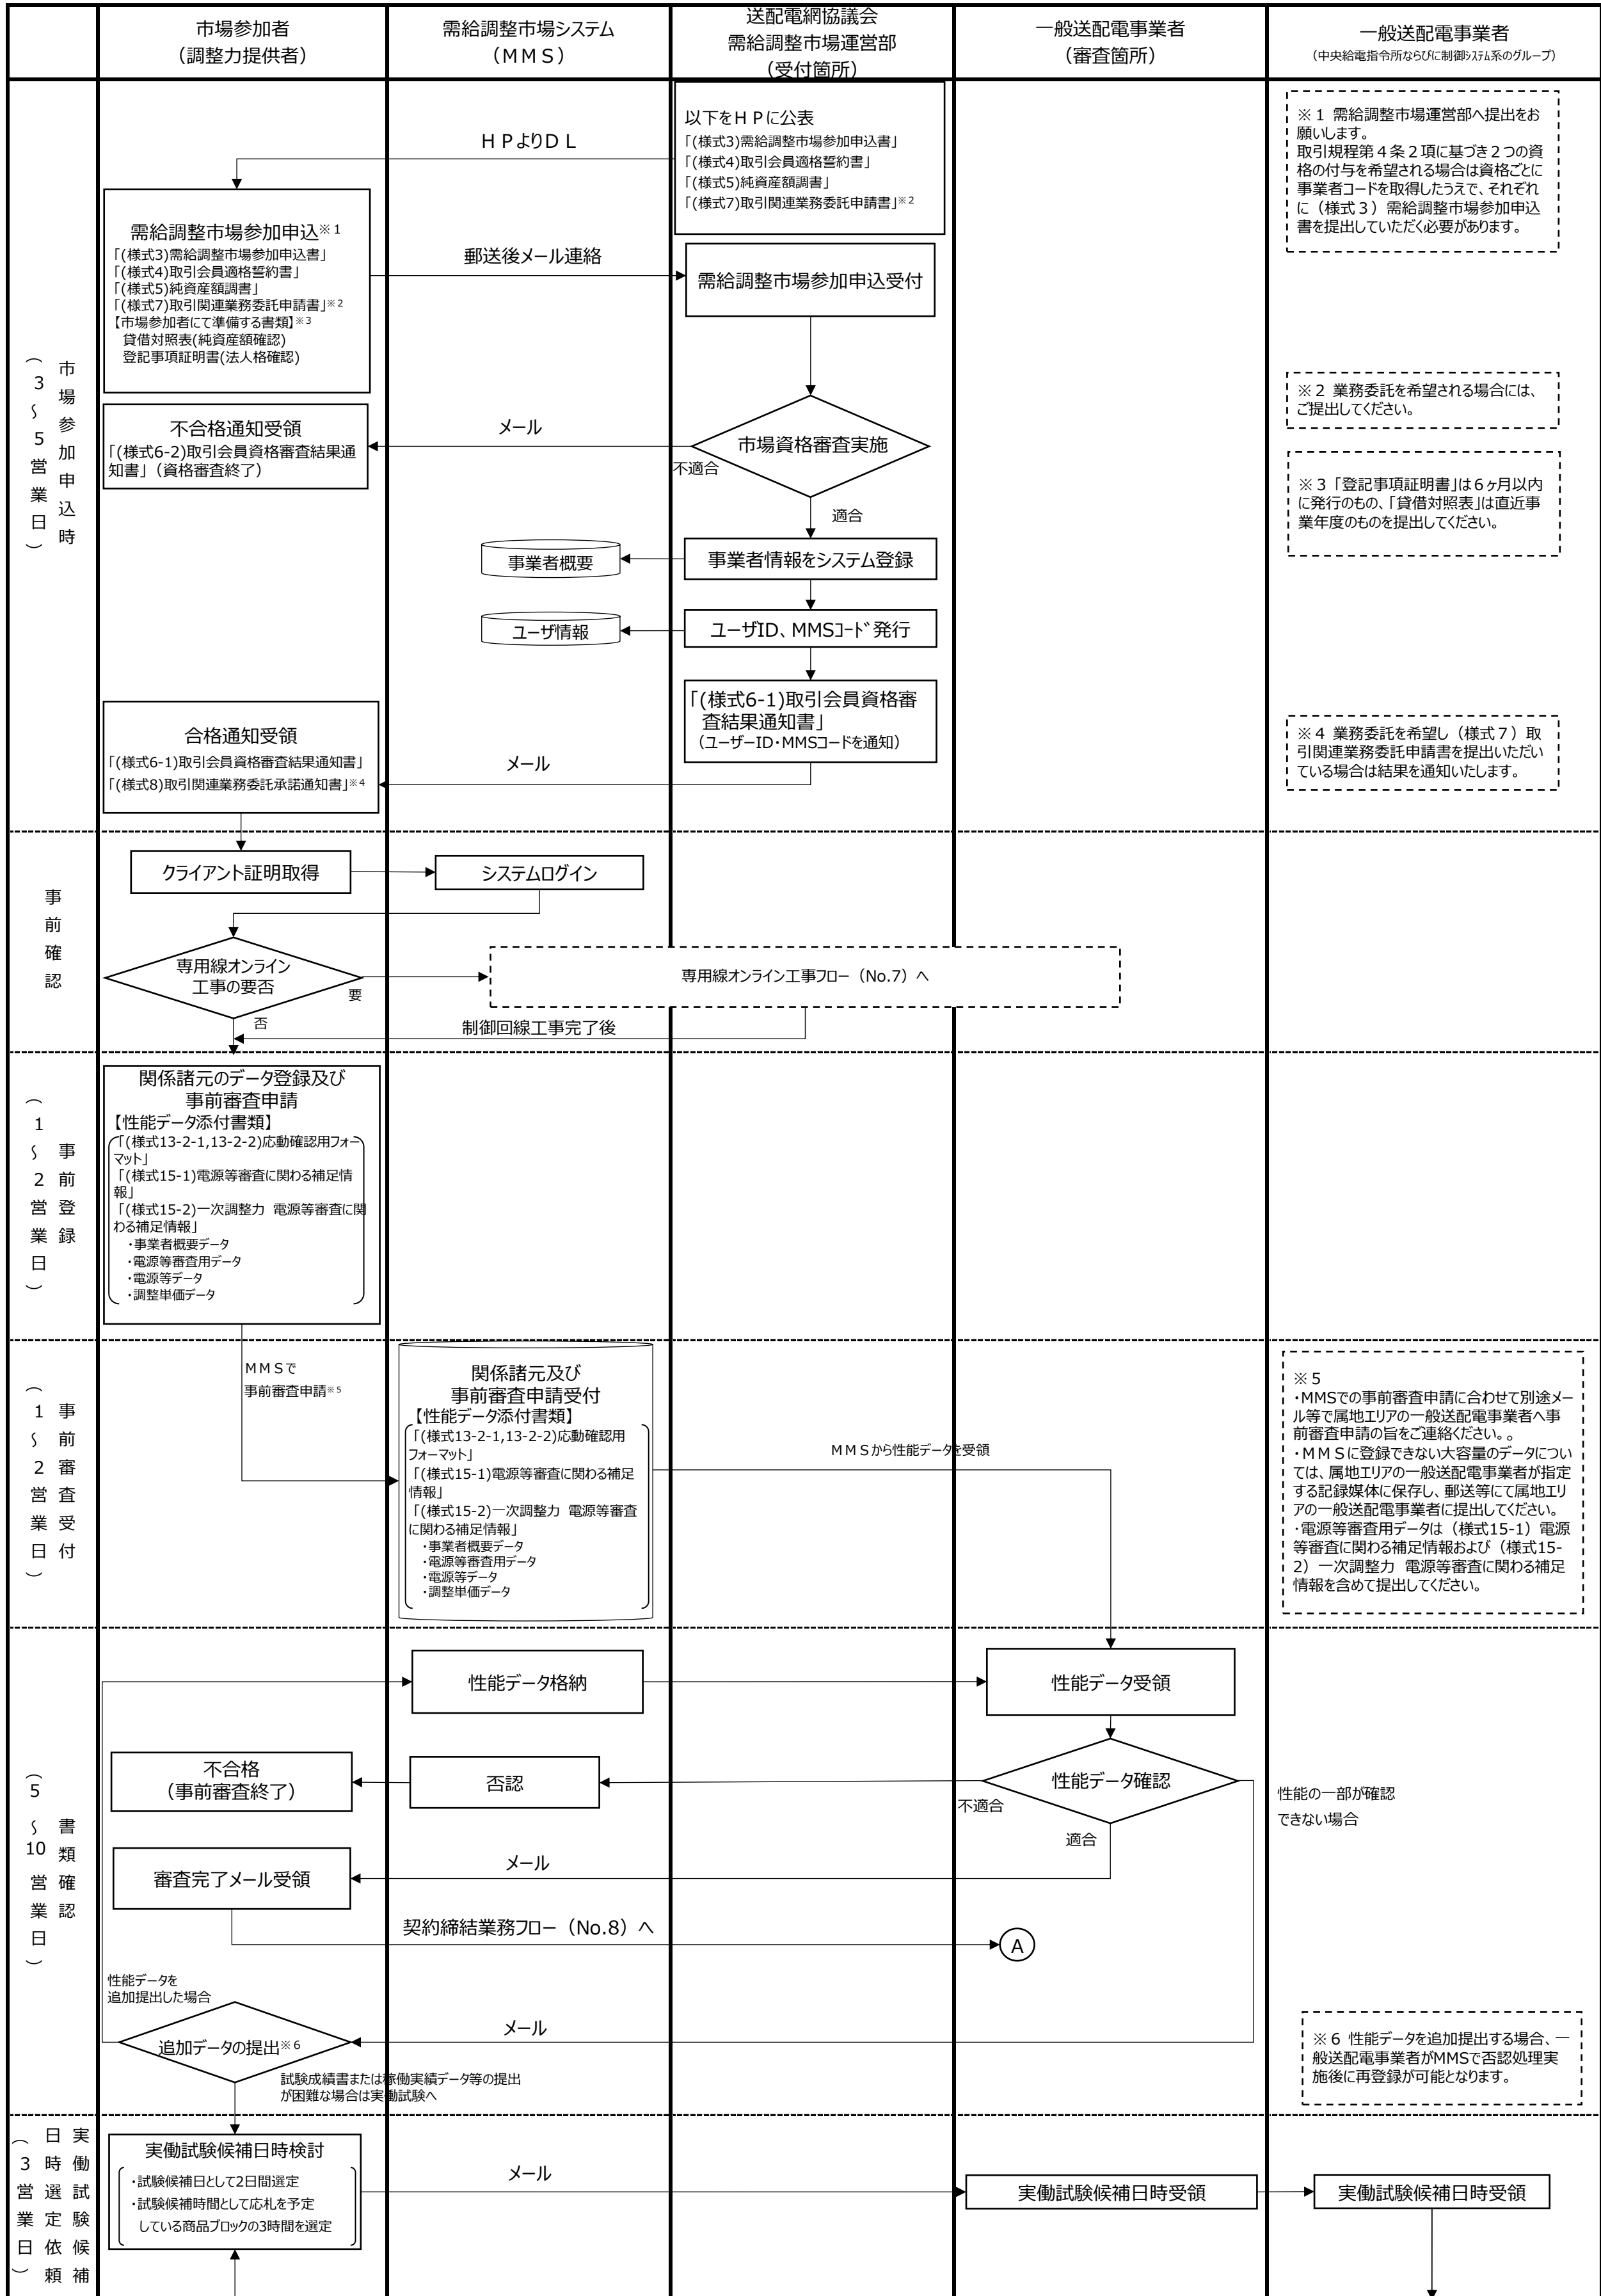 市場参加者
（調整力提供者）
需給調整市場システム
（ＭＭＳ）
送配電網協議会
需給調整市場運営部
（受付箇所）
一般送配電事業者
（審査箇所）
一般送配電事業者
（中央給電指令所ならびに制御システム系のグループ）
市場参加申込時
（３～５営業日）
以下をＨＰに公表
「(様式3)需給調整市場参加申込書」
「(様式4)取引会員適格誓約書」
「(様式5)純資産額調書」
「(様式7)取引関連業務委託申請書」※2
ＨＰよりＤＬ
※１ 需給調整市場運営部へ提出をお
願いします。
取引規程第４条２項に基づき２つの資
格の付与を希望される場合は資格ごとに
事業者コードを取得したうえで、それぞれ
に（様式３）需給調整市場参加申込
書を提出していただく必要があります。
需給調整市場参加申込※１
「(様式3)需給調整市場参加申込書」
「(様式4)取引会員適格誓約書」
「(様式5)純資産額調書」
「(様式7)取引関連業務委託申請書」※2
【市場参加者にて準備する書類】※3
貸借対照表(純資産額確認)
登記事項証明書(法人格確認)
郵送後メール連絡
需給調整市場参加申込受付
※２ 業務委託を希望される場合には、
ご提出してください。
不合格通知受領
「(様式6-2)取引会員資格審査結果通
知書」（資格審査終了）
メール
市場資格審査実施
不適合
適合
※３「登記事項証明書」は６ヶ月以内
に発行のもの、「貸借対照表」は直近事
業年度のものを提出してください。
事業者概要
事業者情報をシステム登録
ユーザ情報
ユーザID、MMSｺｰﾄﾞ発行
「(様式6-1)取引会員資格審
査結果通知書」
（ユーザーID・MMSコードを通知）
合格通知受領
「(様式6-1)取引会員資格審査結果通知書」
「(様式8)取引関連業務委託承諾通知書」※4
メール
※４ 業務委託を希望し（様式７）取
引関連業務委託申請書を提出いただい
ている場合は結果を通知いたします。
事前確認
クライアント証明取得
システムログイン
専用線オンライン
工事の要否
要
否
専用線オンライン工事フロー（No.7）へ
制御回線工事完了後
事前登録
（１～２営業日）
関係諸元のデータ登録及び
事前審査申請
【性能データ添付書類】
「(様式13-2-1,13-2-2)応動確認用フォー
マット」
「(様式15-1)電源等審査に関わる補足情
報」
「(様式15-2)一次調整力 電源等審査に関
わる補足情報」
・事業者概要データ
・電源等審査用データ
・電源等データ
・調整単価データ
事前審査受付
（１～２営業日）
ＭＭＳで
事前審査申請※5
関係諸元及び
事前審査申請受付
【性能データ添付書類】
「(様式13-2-1,13-2-2)応動確認用
フォーマット」
「(様式15-1)電源等審査に関わる補足
情報」
「(様式15-2)一次調整力 電源等審査
に関わる補足情報」
・事業者概要データ
・電源等審査用データ
・電源等データ
・調整単価データ
ＭＭＳから性能データを受領
※５
・MMSでの事前審査申請に合わせて別途メー
ル等で属地エリアの一般送配電事業者へ事
前審査申請の旨をご連絡ください。。
・ＭＭＳに登録できない大容量のデータについ
ては、属地エリアの一般送配電事業者が指定
する記録媒体に保存し、郵送等にて属地エリ
アの一般送配電事業者に提出してください。
・電源等審査用データは（様式15-1）電源
等審査に関わる補足情報および（様式15-
2）一次調整力 電源等審査に関わる補足
情報を含めて提出してください。
書類確認
（５～10営業日）
性能データ格納
性能データ受領
不合格
（事前審査終了）
否認
性能データ確認
不適合
適合
性能の一部が確認
できない場合
審査完了メール受領
メール
契約締結業務フロー（No.8）へ
A
性能データを
追加提出した場合
追加データの提出※6
メール
試験成績書または稼働実績データ等の提出
が困難な場合は実働試験へ
※６ 性能データを追加提出する場合、一
般送配電事業者がMMSで否認処理実
施後に再登録が可能となります。
実働試験候補
日時選定依頼
（３営業日）
実働試験候補日時検討
・試験候補日として2日間選定
・試験候補時間として応札を予定
している商品ブロックの3時間を選定
メール
実働試験候補日時受領
実働試験候補日時受領